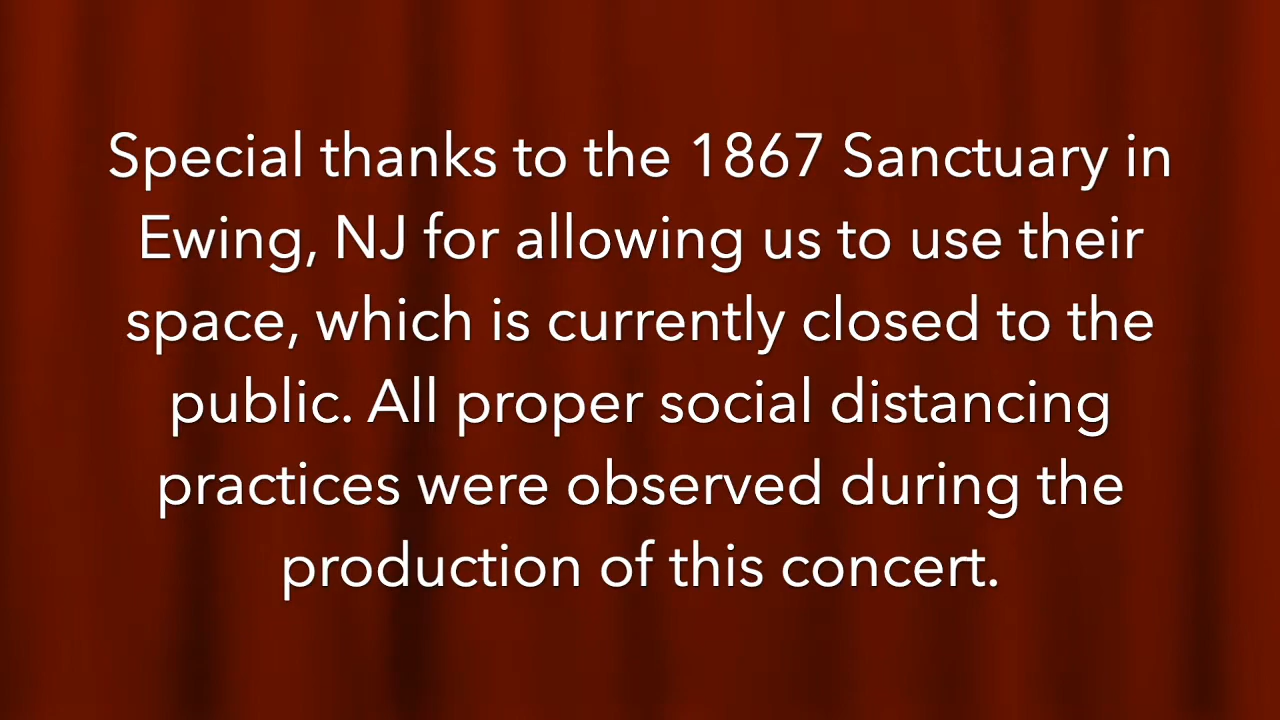 Special thanks to the 1867 Sanctuary in
Ewing, NJ for allowing us to use their
space, which is currently closed to the
public. All proper social distancing
practices were observed during the
production of this concert.